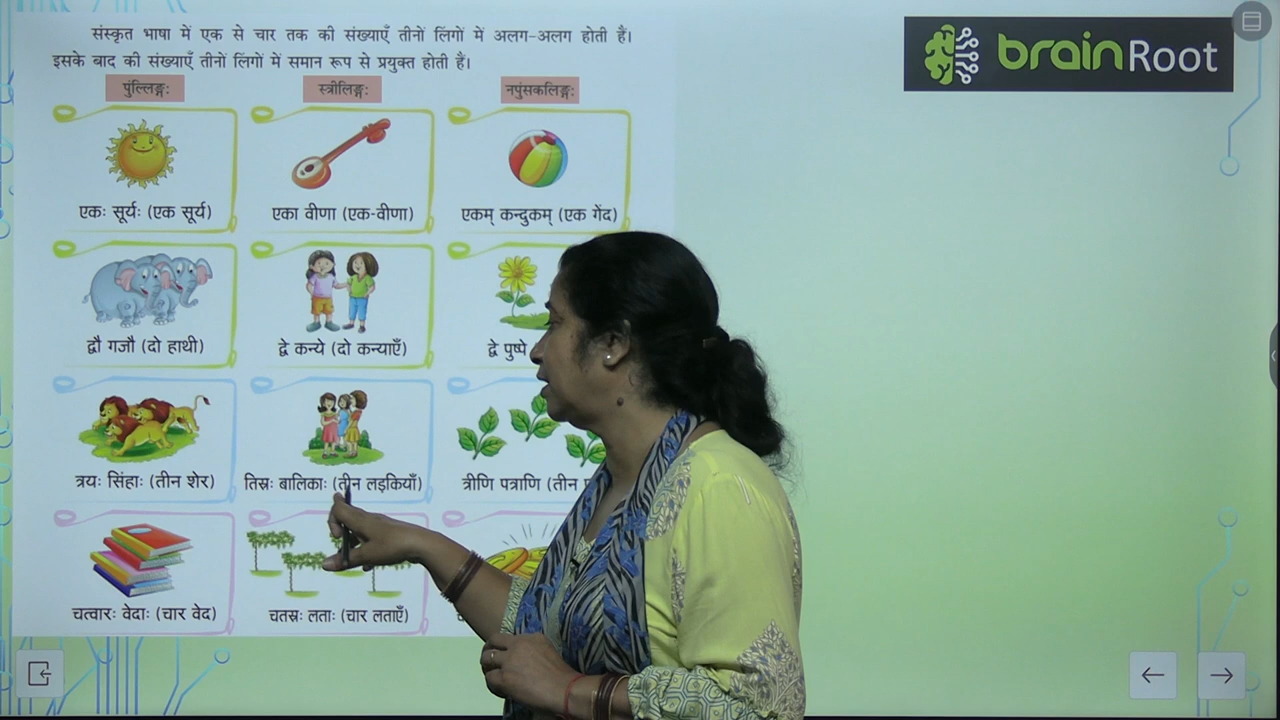 संस्कृत भाषा में एक से चार तक की संख्याएँ तीनों लिंगों में अलग-अलग होती हैं।
इसके बाद की संख्याएँ तीनों लिंगों में समान रूप से प्रयुक्त होती हैं।
brainRoot
पुंल्लिङ्गः स्त्रीलिङ्गः नपुंसकलिङ्गः
एकः सूर्यः (एक सूर्य) एका वीणा (एक-वीणा) एकम् कन्दुकम् (एक गेंद)
द्वौ गजौ (दो हाथी) द्वे कन्ये (दो कन्याएँ) द्वे पुष्पे
त्रयः सिंहाः (तीन शेर) तिस्रः बालिकाः (तीन लड़कियाँ) त्रीणि पत्राणि (तीन
चत्वारः वेदाः (चार वेद) चतस्रः लताः (चार लताएँ)